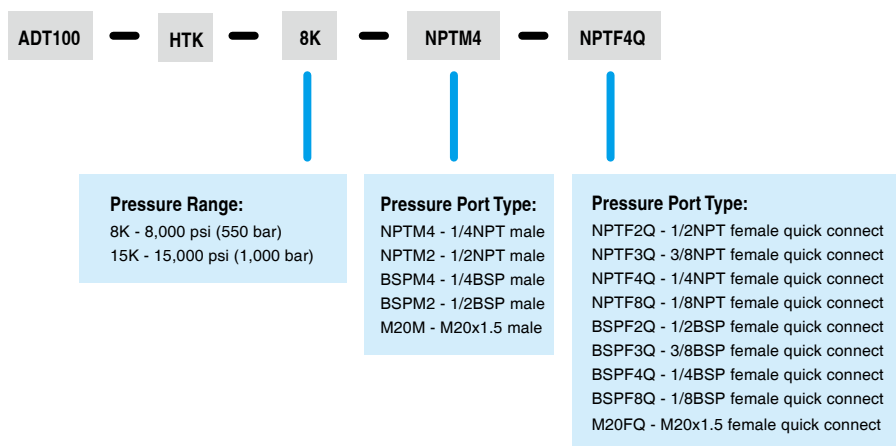 ADT100 HTK 8K NPTM4 NPTF4Q
Pressure Range:
8K - 8,000 psi (550 bar)
15K - 15,000 psi (1,000 bar)
Pressure Port Type:
NPTM4 - 1/4NPT male
NPTM2 - 1/2NPT male
BSPM4 - 1/4BSP male
BSPM2 - 1/2BSP male
M20M - M20x1.5 male
Pressure Port Type:
NPTF2Q - 1/2NPT female quick connect
NPTF3Q - 3/8NPT female quick connect
NPTF4Q - 1/4NPT female quick connect
NPTF8Q - 1/8NPT female quick connect
BSPF2Q - 1/2BSP female quick connect
BSPF3Q - 3/8BSP female quick connect
BSPF4Q - 1/4BSP female quick connect
BSPF8Q - 1/8BSP female quick connect
M20FQ - M20x1.5 female quick connect